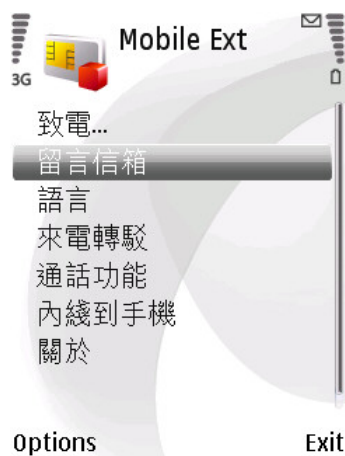 Mobile Ext
3G
致電...
留言信箱
語言
來電轉駁
通話功能
內綫到手機
關於
Options Exit